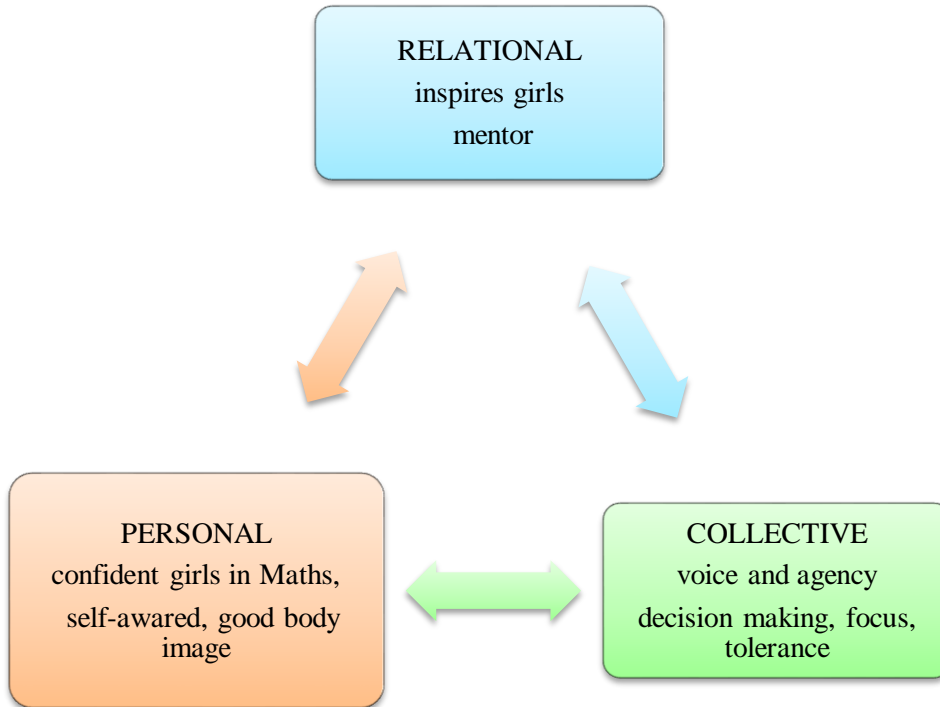 RELATIONAL
inspires girls
mentor
PERSONAL
confident girls in Maths,
self-awared, good body
image
COLLECTIVE
voice and agency
decision making, focus,
tolerance